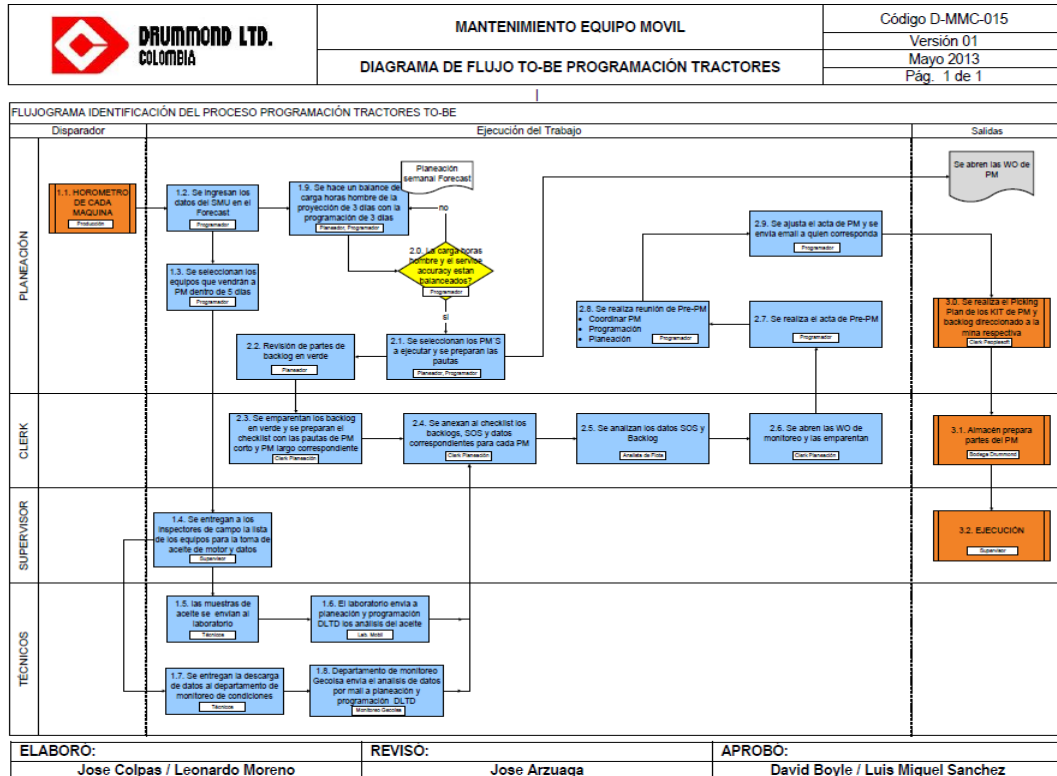 DRUMMOND LTD.
COLOMBIA
MANTENIMIENTO EQUIPO MOVIL
DIAGRAMA DE FLUJO TO-BE PROGRAMACIÓN TRACTORES
Código D-MMC-015
Versión 01
Mayo 2013
Pág. 1 de 1
FLUJOGRAMA IDENTIFICACIÓN DEL PROCESO PROGRAMACIÓN TRACTORES TO-BE
Disparador
Ejecución del Trabajo
Salidas
PLANEACIÓN
1.1. HOROMETRO
DE CADA
MAQUINA
Producción
1.2. Se ingresan los
datos del SMU en el
Forecast
Programador
1.9. Se hace un balance de
carga horas hombre de la
proyección de 3 días con la
programación de 3 días
Planeador, Programador
Planeación
semanal Forecast
Se abren las WO de
PM
no
2.0. La carga horas
hombre y el service
accuracy estan
balanceados?
Programador
si
1.3. Se seleccionan los
equipos que vendrán a
PM dentro de 5 días
Programador
2.9. Se ajusta el acta de PM y se
envía email a quien corresponda
Programador
2.8. Se realiza reunión de Pre-PM
• Coordinar PM
• Programación
• Planeación
Programador
2.7. Se realiza el acta de Pre-PM
Programador
3.0. Se realiza el Picking
Plan de los KIT de PM y
backlog direccionado a la
mina respectiva
Clerk Peoplesoft
2.2. Revisión de partes de
backlog en verde
Planeador
2.1. Se seleccionan los PM´S
a ejecutar y se preparan las
pautas
Planeador, Programador
CLERK
2.3. Se emparentan los backlog
en verde y se preparan el
checklist con las pautas de PM
corto y PM largo correspondiente
Clerk Planeación
2.4. Se anexan al checklist los
backlogs, SOS y datos
correspondientes para cada PM
Clerk Planeación
2.5. Se analizan los datos SOS y
Backlog
Analista de Flota
2.6. Se abren las WO de
monitoreo y las emparentan
Clerk Planeación
3.1. Almacén prepara
partes del PM
Bodega Drummond
SUPERVISOR
1.4. Se entregan a los
inspectores de campo la lista
de los equipos para la toma de
aceite de motor y datos
Supervisor
3.2. EJECUCIÓN
Supervisor
TÉCNICOS
1.5. las muestras de
aceite se envían al
laboratorio
Técnicos
1.6. El laboratorio envía a
planeación y programación
DLTD los análisis del aceite
Lab. Mobil
1.7. Se entregan la descarga
de datos al departamento de
monitoreo de condiciones
Técnicos
1.8. Departamento de monitoreo
Gecolsa envía el analisis de datos
por mail a planeación y
programación DLTD
Monitoreo Gecolsa
ELABORÓ:
REVISÓ:
APROBÓ:
Jose Colpas / Leonardo Moreno
Jose Arzuaga
David Boyle / Luis Miguel Sanchez